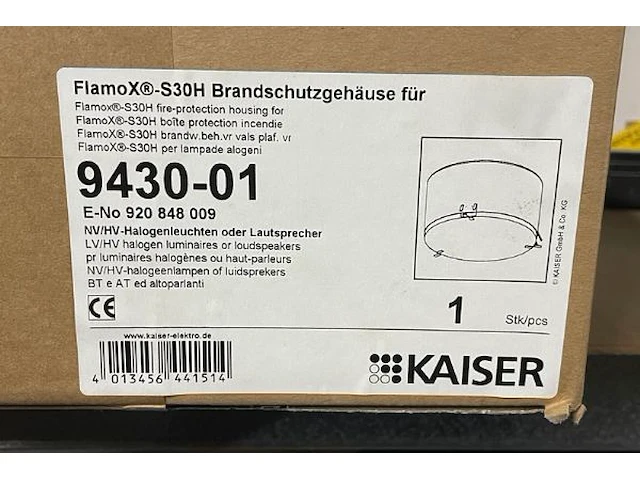 FlamoX®-S30H Brandschutzgehäuse für
Flamox®-S30H fire-protection housing for
FlamoX®-S30H boîte protection incendie
FlamoX®-S30H brandw.beh.vr vals plaf. vr
FlamoX®-S30H per lampade alogeni
9430-01
E-No 920 848 009
NV/HV-Halogenleuchten oder Lautsprecher
LV/HV halogen luminaires or loudspeakers
pr luminaires halogènes ou haut-parleurs
NV/HV-halogeenlampen of luidsprekers
BT e AT ed altoparlanti
CE
1 Stk/pcs
© KAISER GmbH & Co. KG
www.kaiser-elektro.de
4 013456 441514
KAISER